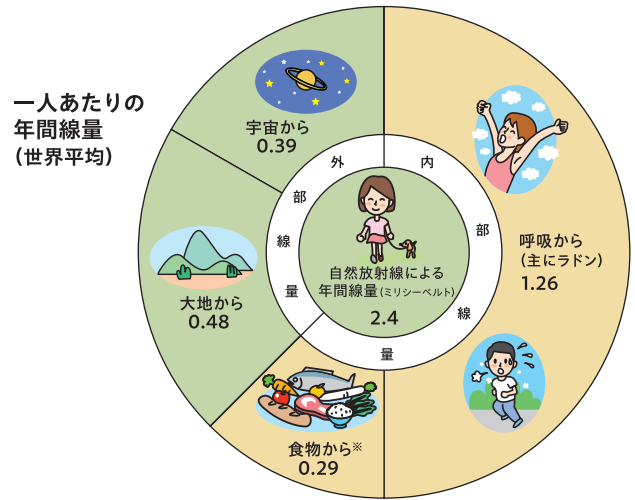 一人あたりの
年間線量
（世界平均）
宇宙から
0.39
大地から
0.48
外部線量
内部線量
自然放射線による
年間線量（ミリシーベルト）
2.4
呼吸から
（主にラドン）
1.26
食物から※
0.29